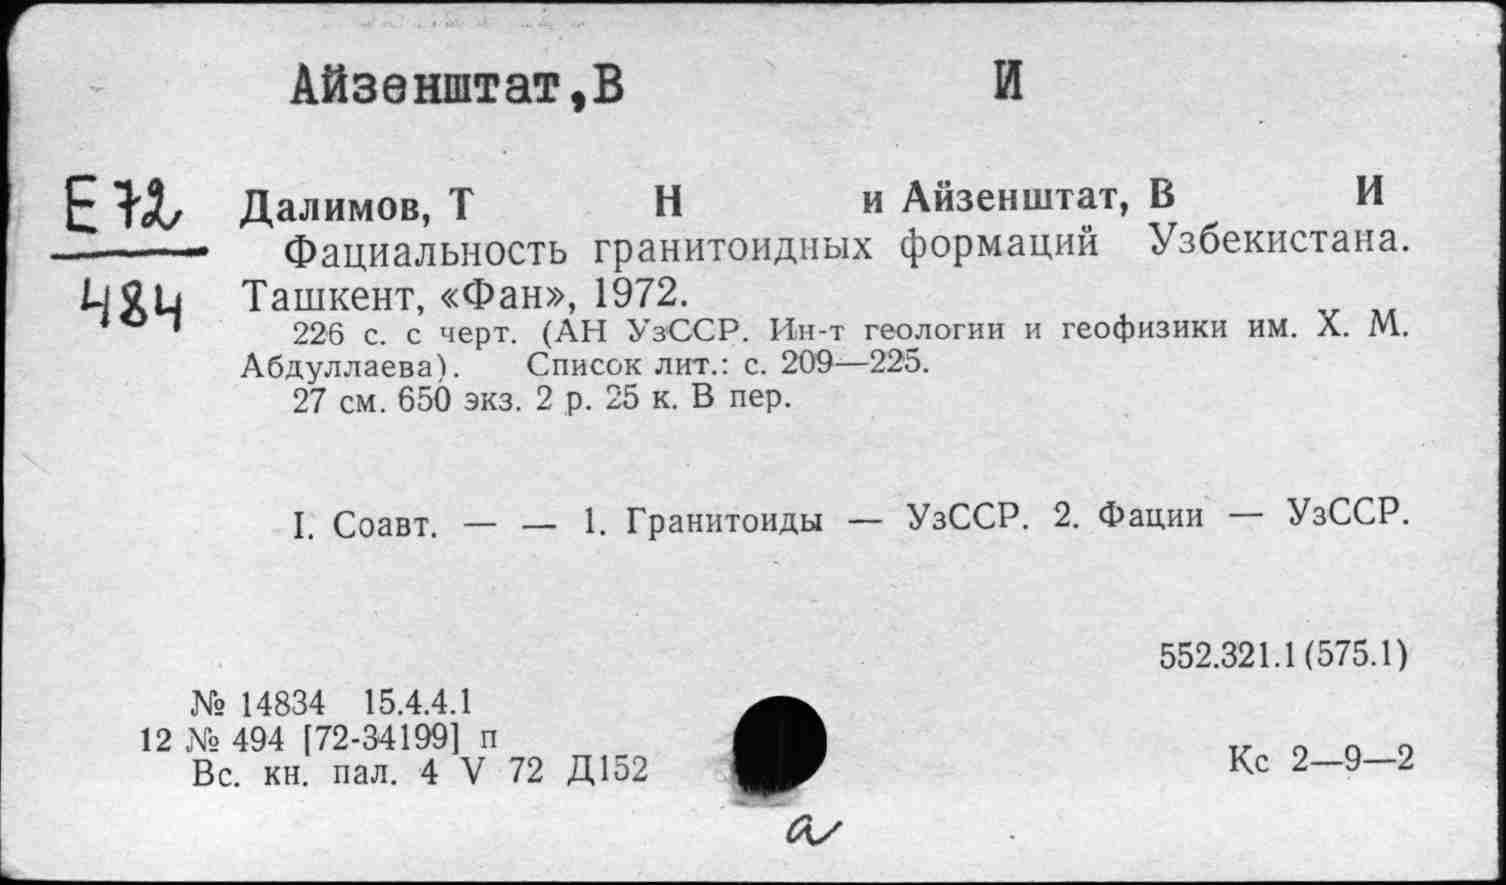 Айзенштат,В И
Е72 Далимов, Т Н и Айзенштат, В И
Фациальность гранитоидных формаций Узбекистана.
484 Ташкент, «Фан», 1972.
226 с. с черт. (АН УзССР. Ин-т геологии и геофизики им. Х. М.
Абдуллаева). Список лит.: с. 209—225.
27 см. 650 экз. 2 р. 25 к. В пер.
I. Соавт. — — 1. Гранитоиды — УзССР. 2. Фации — УзССР.
552.321.1(575.1)
№ 14834 15.4.4.1
12 № 494 [72-34199] п
Вс. кн. пал. 4 V 72 Д152
Кс 2—9—2
а